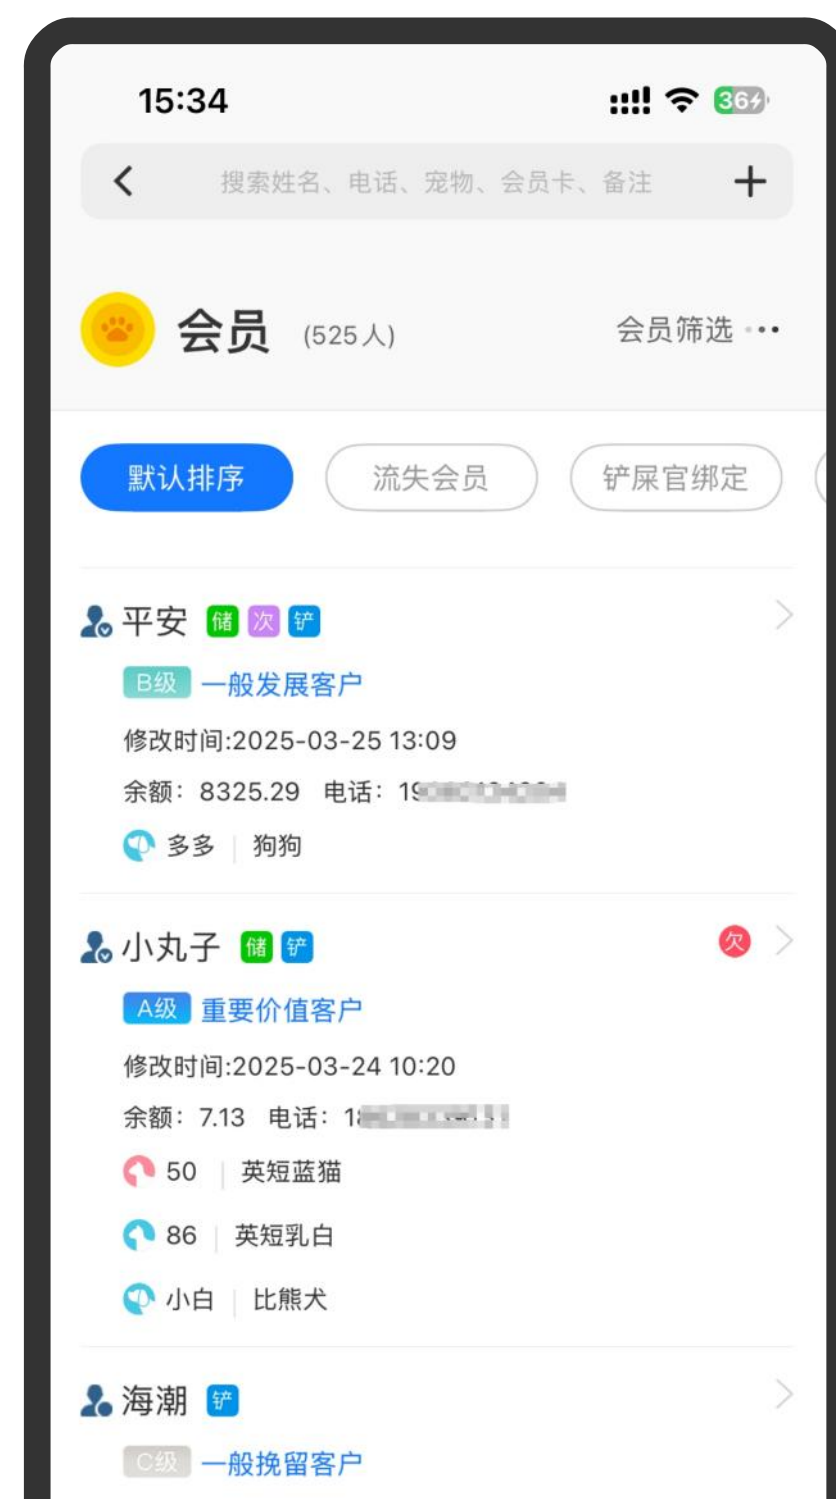 15:34 36
搜索姓名、电话、宠物、会员卡、备注
会员 (525人) 会员筛选
默认排序 流失会员 铲屎官绑定
平安 储 次 铲
B级 一般发展客户
修改时间:2025-03-25 13:09
余额：8325.29 电话：19
多多 狗狗
小丸子 储 铲 欠
A级 重要价值客户
修改时间:2025-03-24 10:20
余额：7.13 电话：18
50 英短蓝猫
86 英短乳白
小白 比熊犬
海潮 铲
C级 一般挽留客户